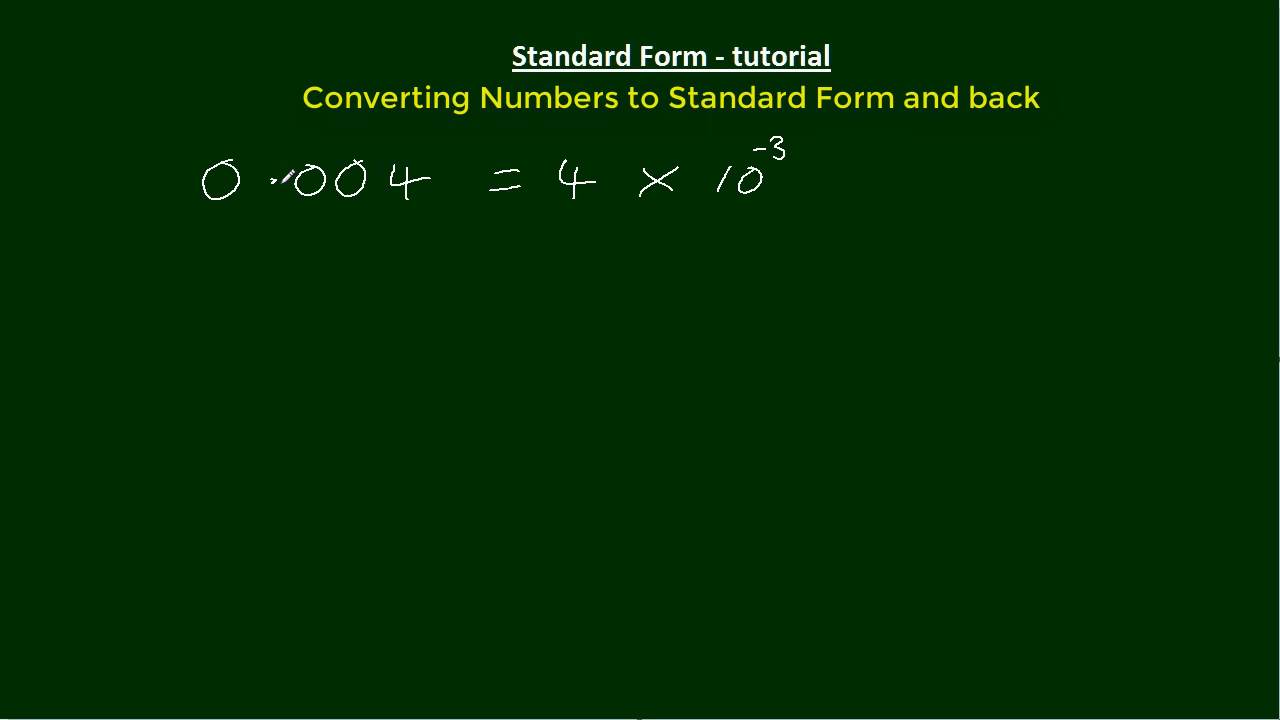 Standard Form - tutorial
Converting Numbers to Standard Form and back
0.004 = 4 × 10⁻³